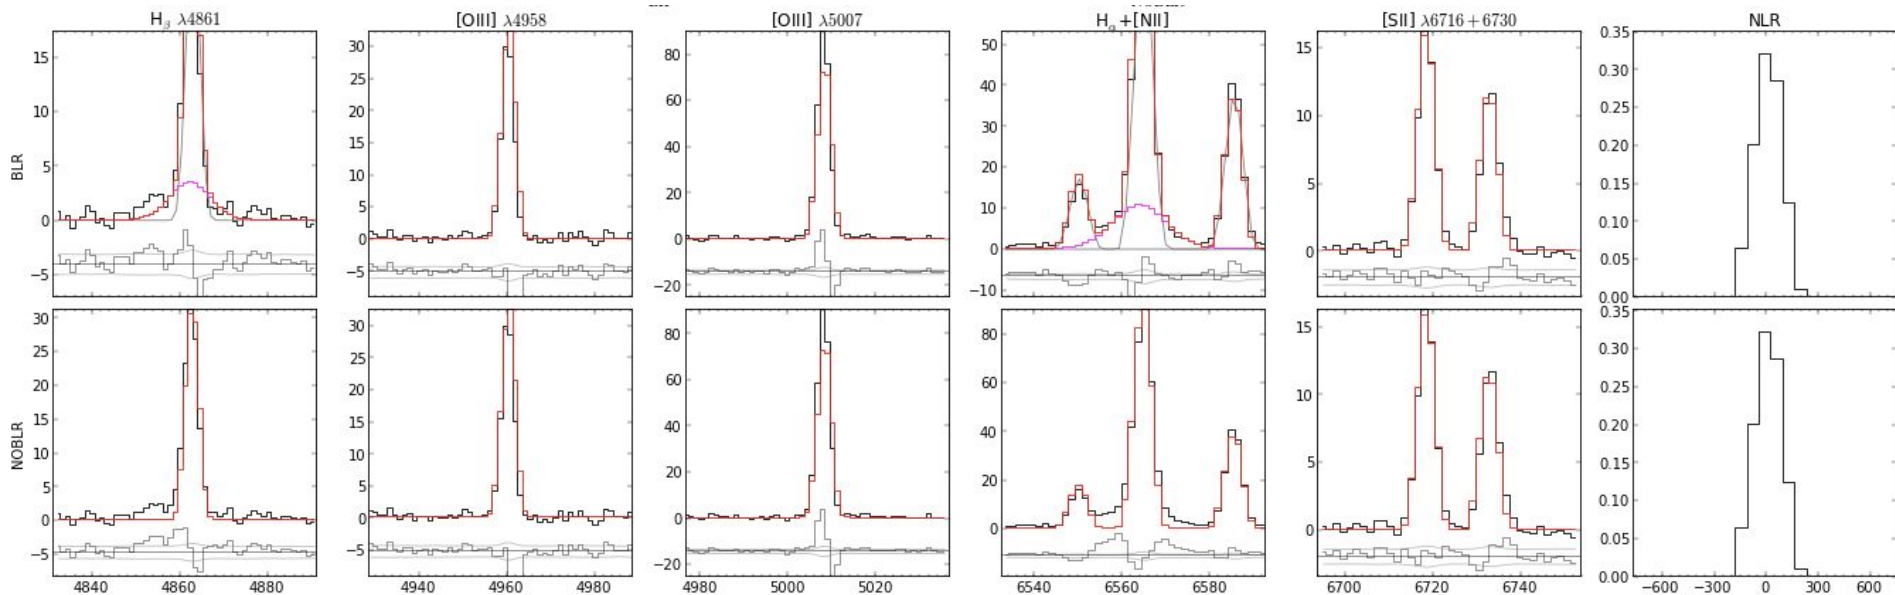 H_β λ4861 [OIII] λ4958 [OIII] λ5007 H_α+[NII] [SII] λ6716+6730 NLR
BLR
15 10 5 0 −5
30 25 20 15 10 5 0 −5
80 60 40 20 0 −20
50 40 30 20 10 0 −10
15 10 5 0
0.35 0.30 0.25 0.20 0.15 0.10 0.05 0.00
NOBLR
30 25 20 15 10 5 0 −5
30 25 20 15 10 5 0 −5
80 60 40 20 0 −20
80 60 40 20 0
15 10 5 0
0.35 0.30 0.25 0.20 0.15 0.10 0.05 0.00
4840 4860 4880 4940 4960 4980 4980 5000 5020 6540 6560 6580 6700 6720 6740 −600 −300 0 300 600